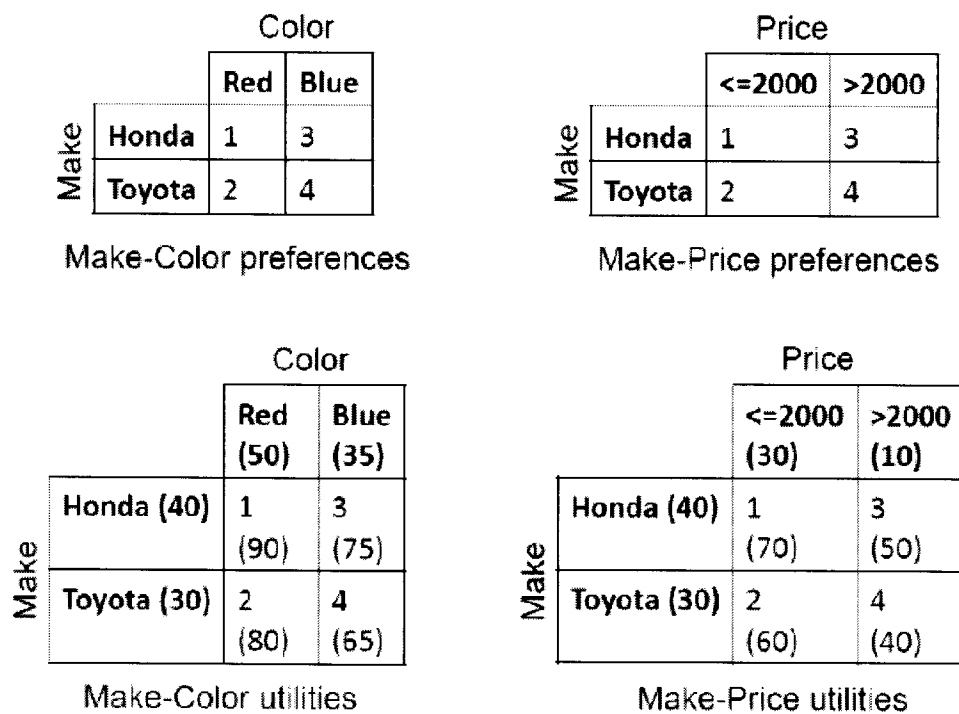 Color
Red Blue
Make
Honda 1 3
Toyota 2 4
Make-Color preferences
Price
<=2000 >2000
Make
Honda 1 3
Toyota 2 4
Make-Price preferences
Color
Red Blue
(50) (35)
Make
Honda (40) 1 3
(90) (75)
Toyota (30) 2 4
(80) (65)
Make-Color utilities
Price
<=2000 >2000
(30) (10)
Make
Honda (40) 1 3
(70) (50)
Toyota (30) 2 4
(60) (40)
Make-Price utilities